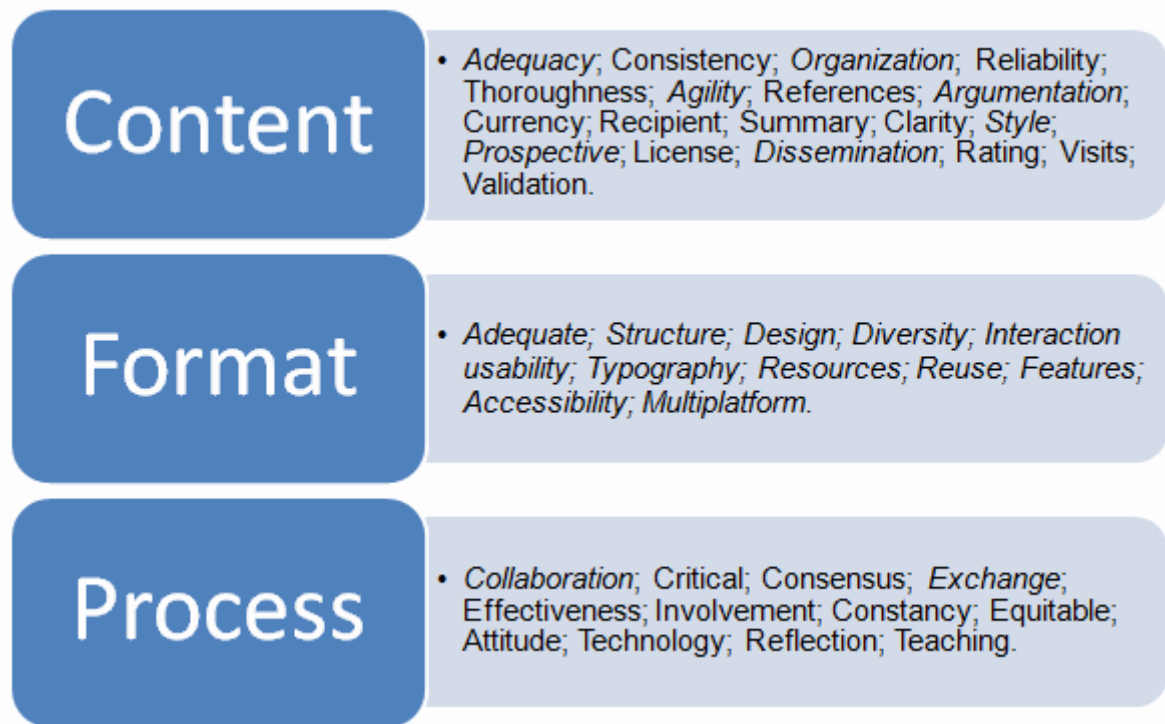 Content
• Adequacy; Consistency; Organization; Reliability;
Thoroughness; Agility; References; Argumentation;
Currency; Recipient; Summary; Clarity; Style;
Prospective; License; Dissemination; Rating; Visits;
Validation.
Format
• Adequate; Structure; Design; Diversity; Interaction
usability; Typography; Resources; Reuse; Features;
Accessibility; Multiplatform.
Process
• Collaboration; Critical; Consensus; Exchange;
Effectiveness; Involvement; Constancy; Equitable;
Attitude; Technology; Reflection; Teaching.